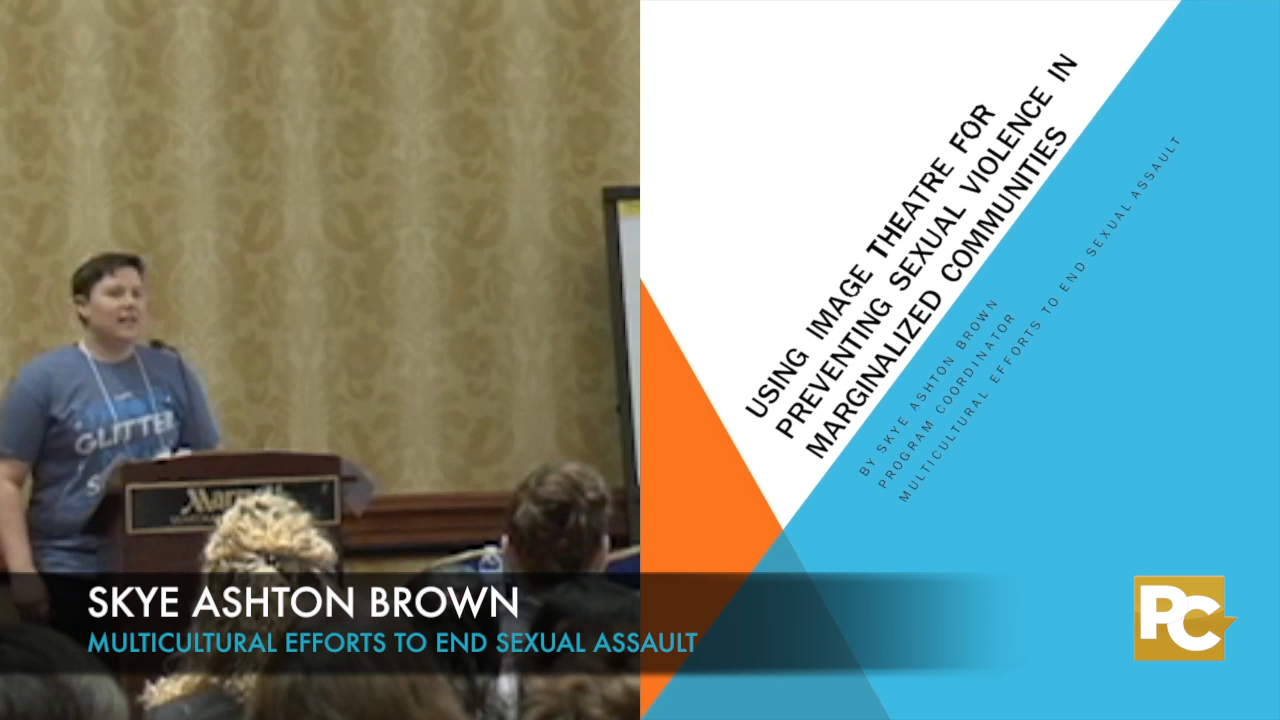 GLITTER
Marriott
USING IMAGE THEATRE FOR
PREVENTING SEXUAL VIOLENCE IN
MARGINALIZED COMMUNITIES
BY SKYE ASHTON BROWN
PROGRAM COORDINATOR
MULTICULTURAL EFFORTS TO END SEXUAL ASSAULT
SKYE ASHTON BROWN
MULTICULTURAL EFFORTS TO END SEXUAL ASSAULT
PC